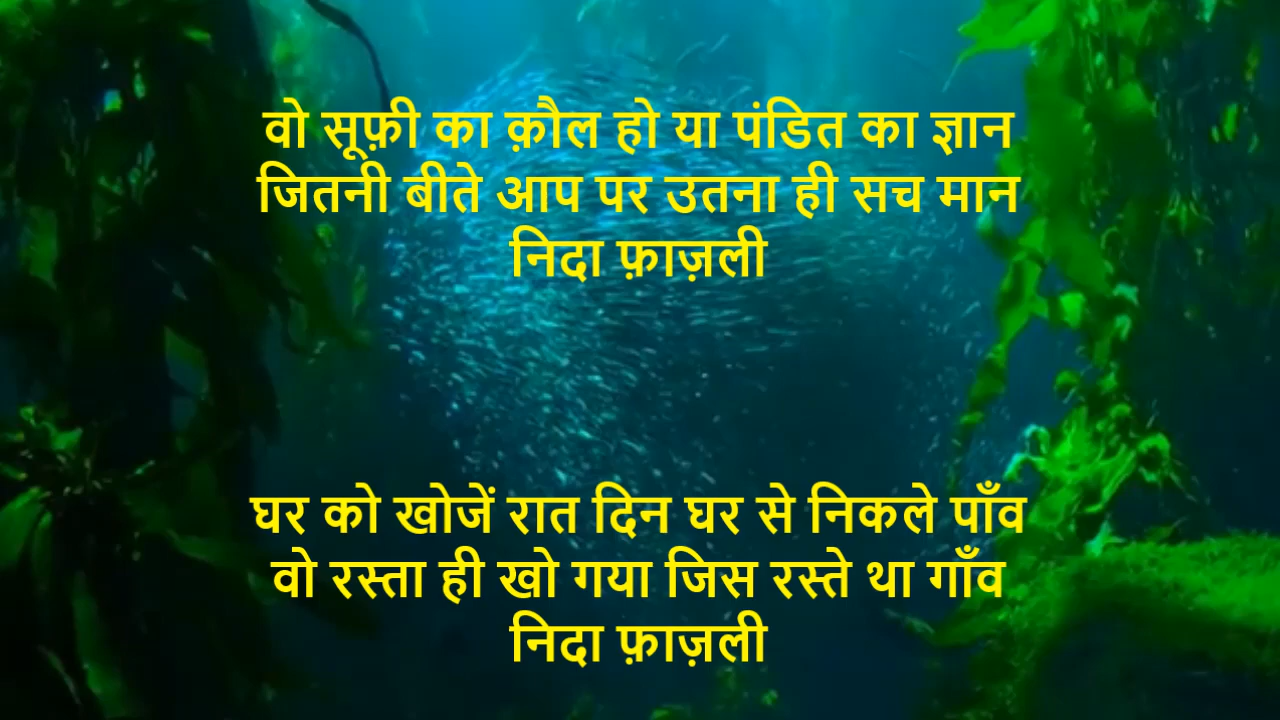 वो सूफ़ी का क़ौल हो या पंडित का ज्ञान
जितनी बीते आप पर उतना ही सच मान
निदा फ़ाज़ली
घर को खोजें रात दिन घर से निकले पाँव
वो रस्ता ही खो गया जिस रस्ते था गाँव
निदा फ़ाज़ली